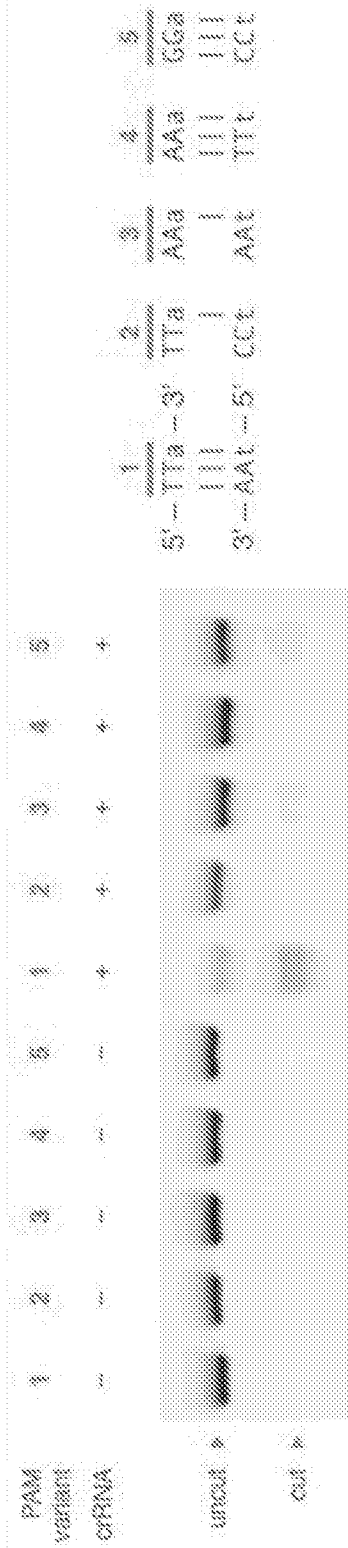 PAM variant 1 2 3 4 5 1 2 3 4 5
crRNA - - - - - + + + + +
uncut
cut
1 2 3 4 5
5' -- TTa -- 3' TTa AAa AAa GGa
3' -- AAt -- 5' CCt AAt TTt CCt